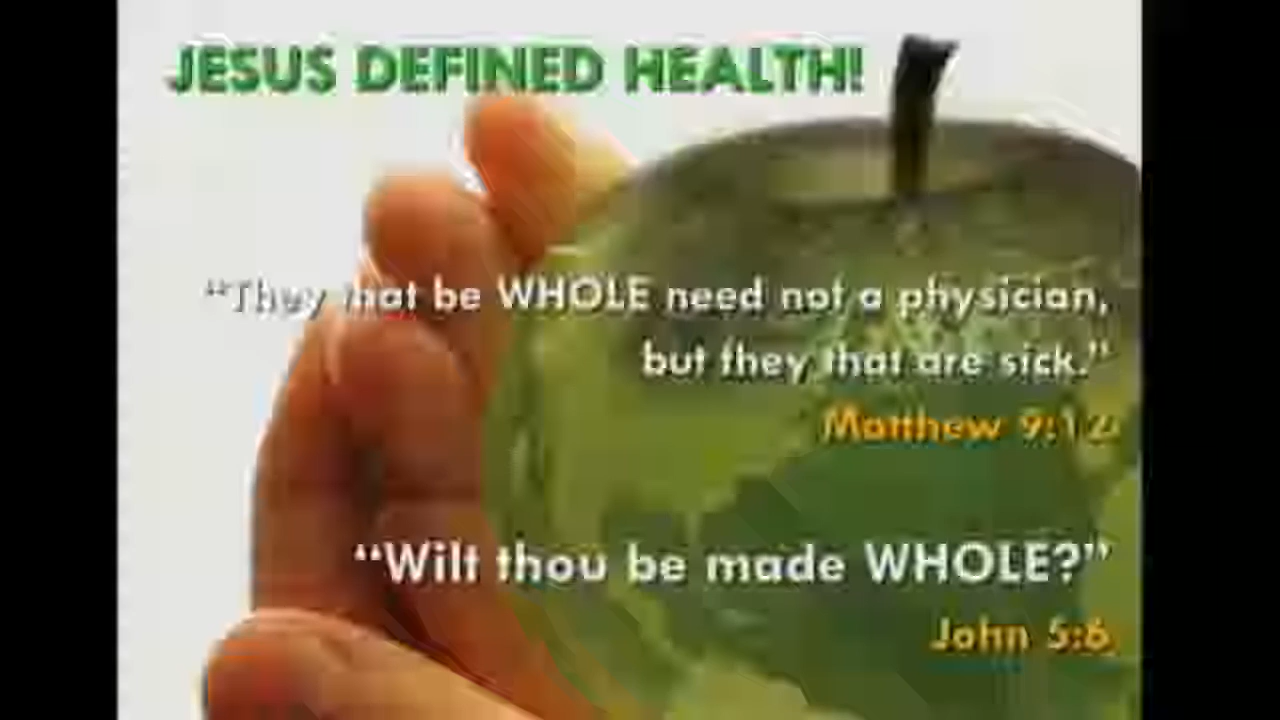 JESUS DEFINED HEALTH!
“They that be WHOLE need not a physician,
but they that are sick.”
Matthew 9:12
“Wilt thou be made WHOLE?”
John 5:6